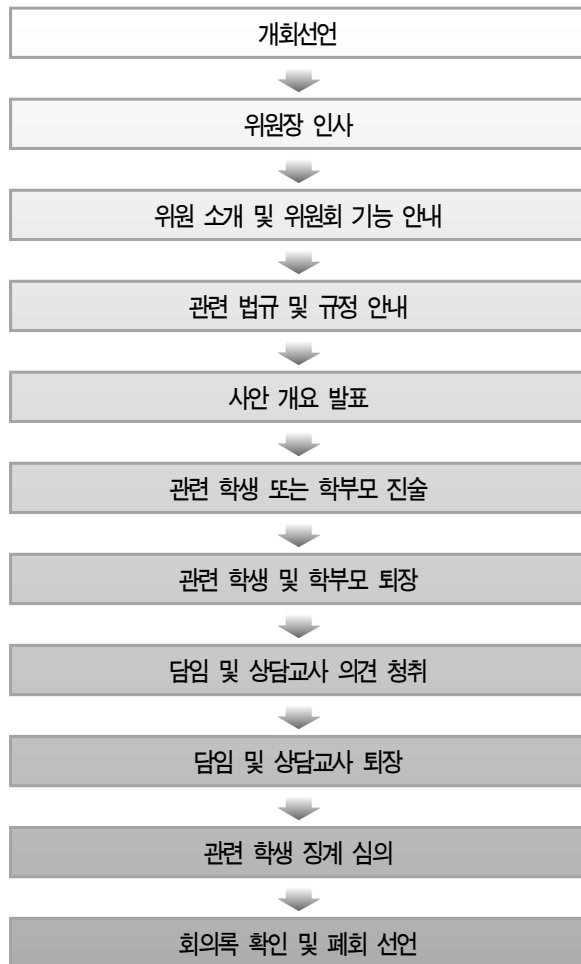 개회선언
위원장 인사
위원 소개 및 위원회 기능 안내
관련 법규 및 규정 안내
사안 개요 발표
관련 학생 또는 학부모 진술
관련 학생 및 학부모 퇴장
담임 및 상담교사 의견 청취
담임 및 상담교사 퇴장
관련 학생 징계 심의
회의록 확인 및 폐회 선언